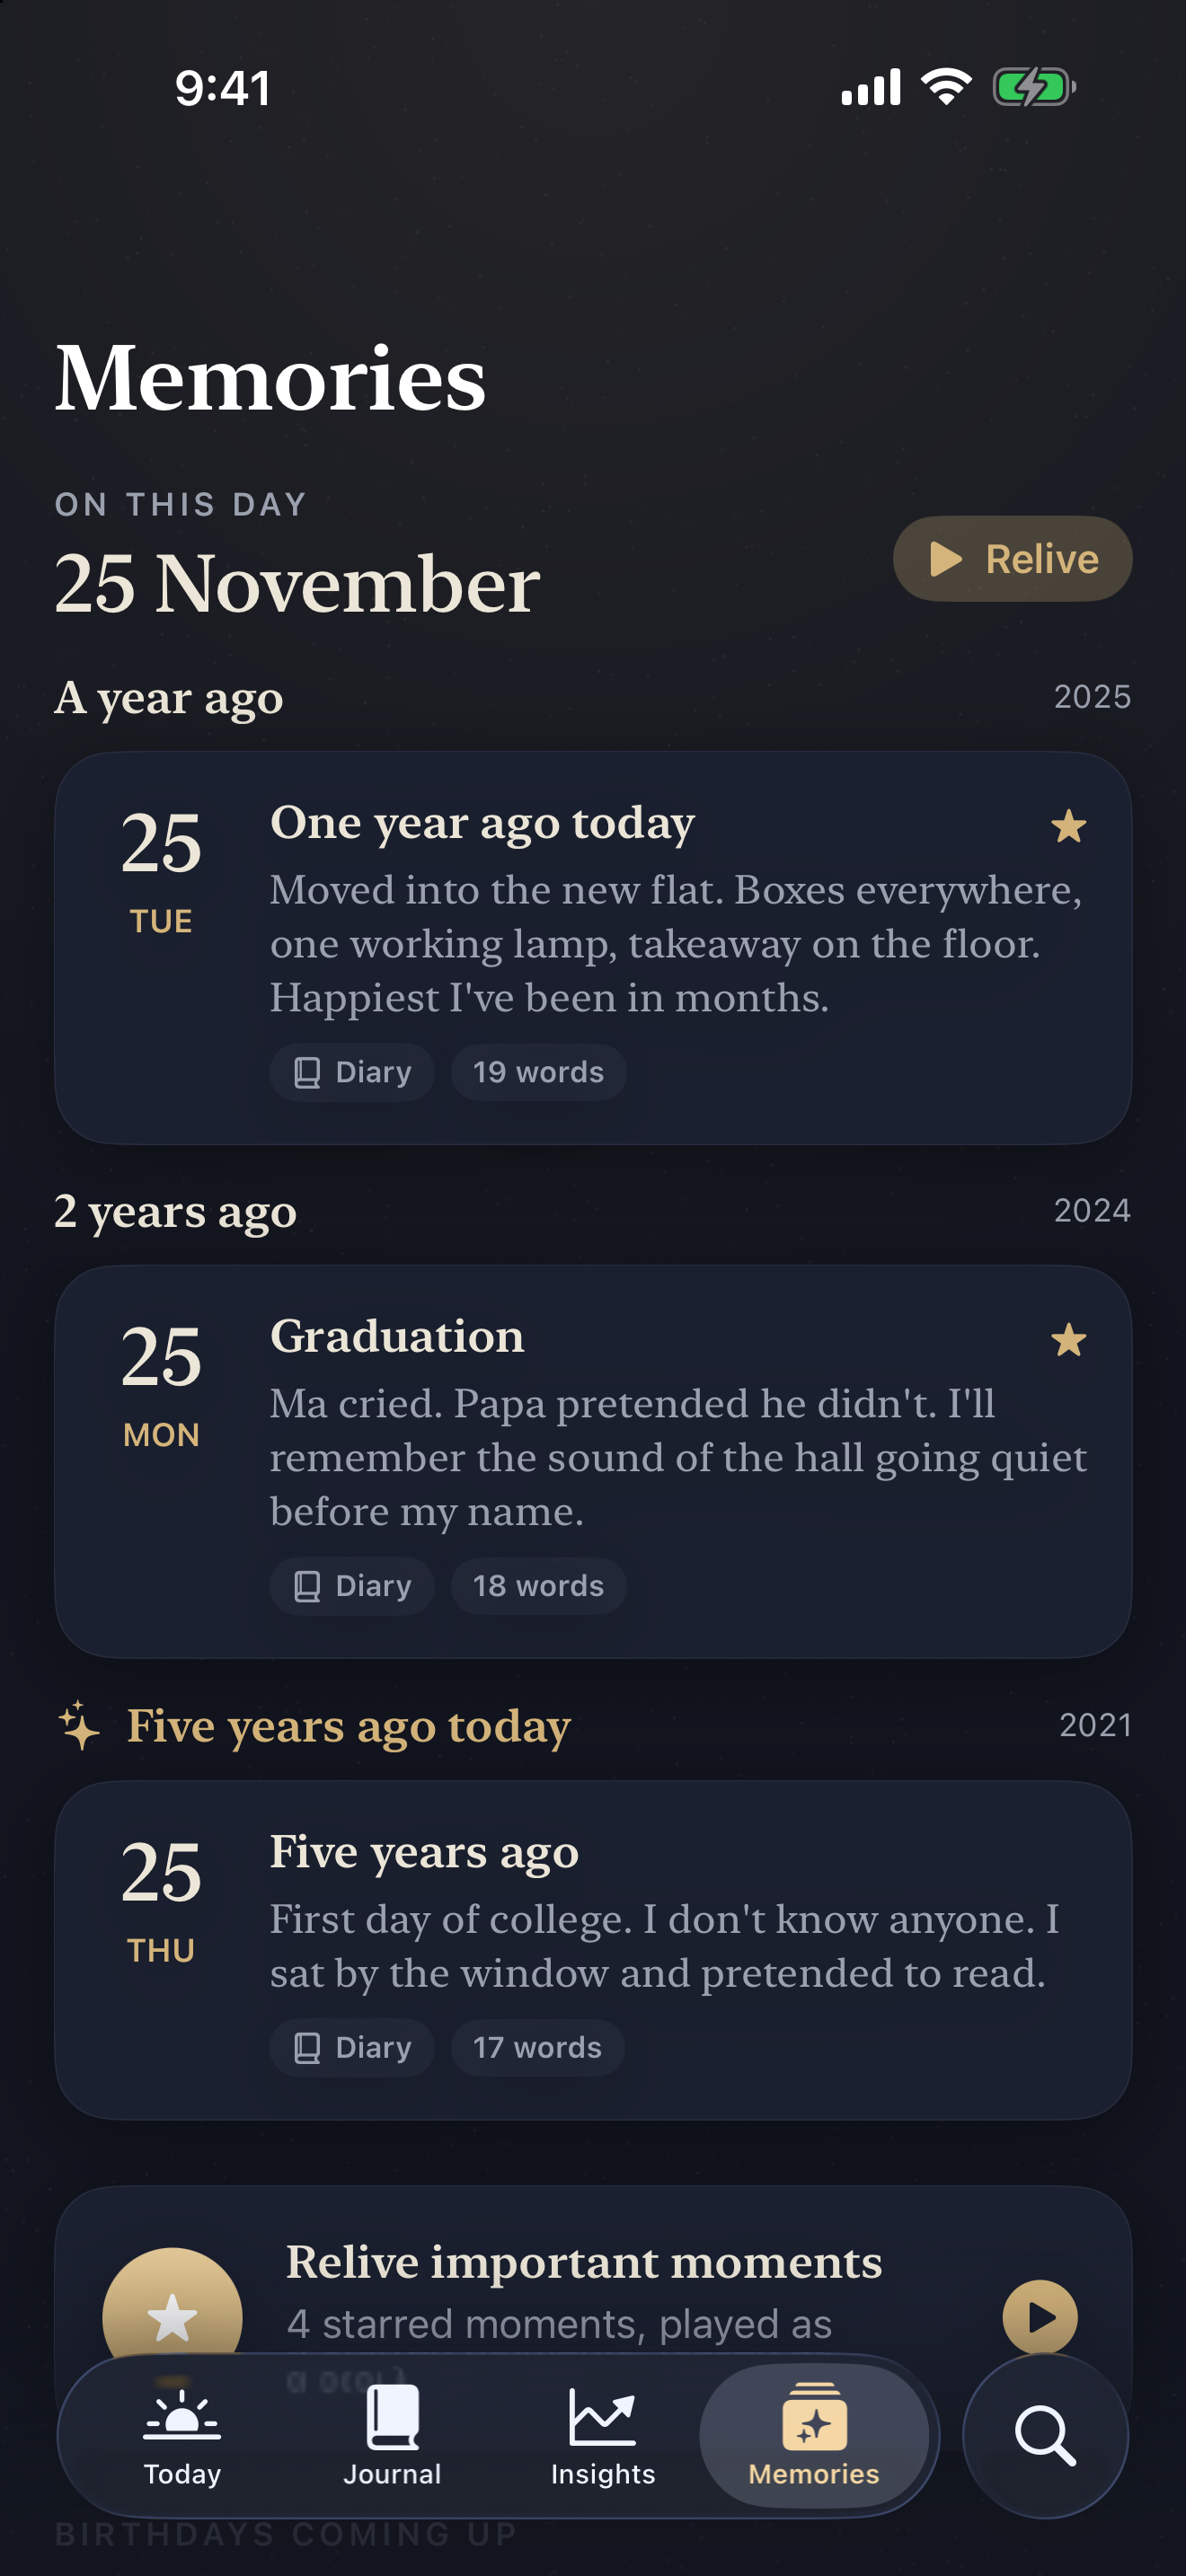 9:41
Memories
ON THIS DAY
25 November
Relive
A year ago
2025
25
TUE
One year ago today
Moved into the new flat. Boxes everywhere,
one working lamp, takeaway on the floor.
Happiest I've been in months.
Diary
19 words
2 years ago
2024
25
MON
Graduation
Ma cried. Papa pretended he didn't. I'll
remember the sound of the hall going quiet
before my name.
Diary
18 words
Five years ago today
2021
25
THU
Five years ago
First day of college. I don't know anyone. I
sat by the window and pretended to read.
Diary
17 words
Relive important moments
4 starred moments, played as
Today
Journal
Insights
Memories
BIRTHDAYS COMING UP